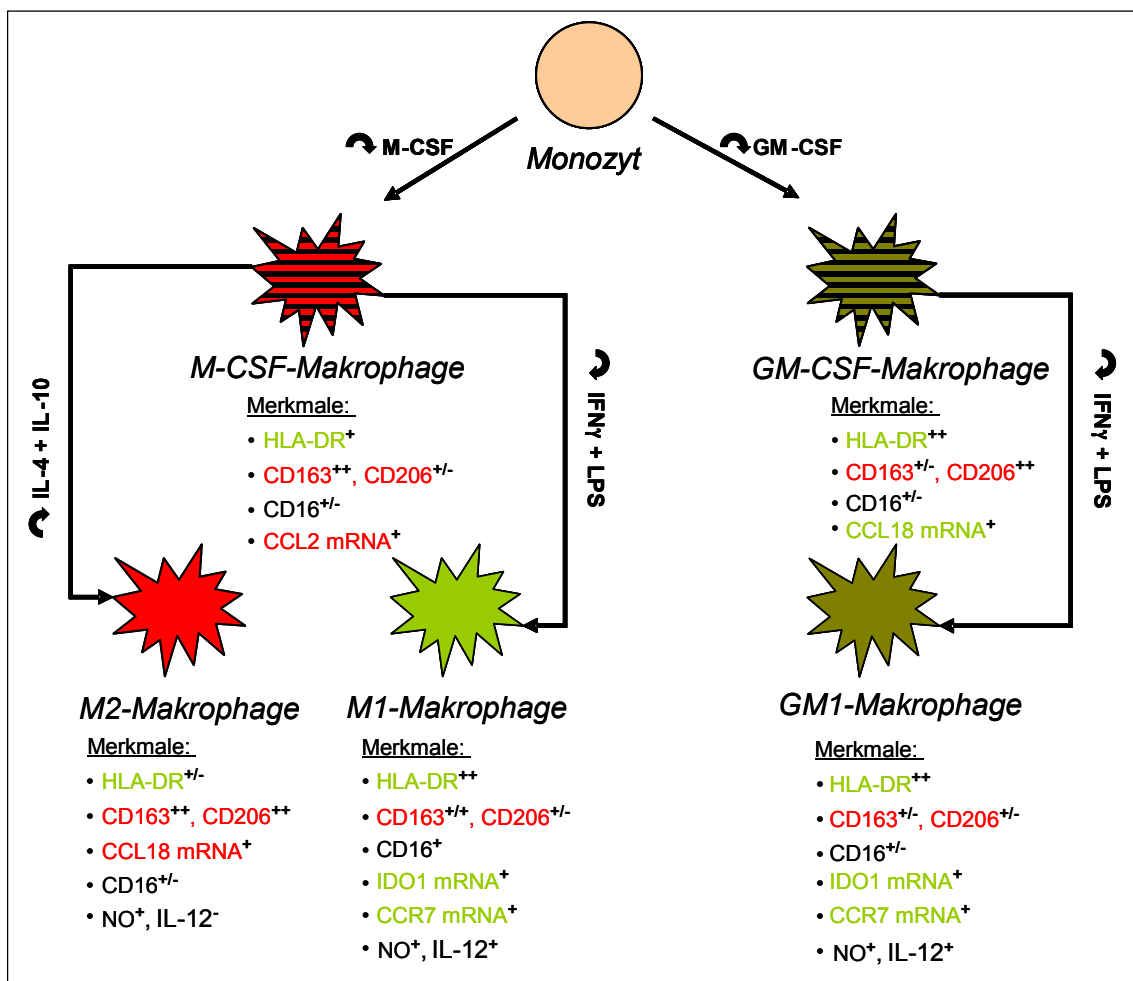 M-CSF
GM-CSF
Monozyt
M-CSF-Makrophage
Merkmale:
• HLA-DR⁺
• CD163⁺⁺, CD206⁺/⁻
• CD16⁺/⁻
• CCL2 mRNA⁺
GM-CSF-Makrophage
Merkmale:
• HLA-DR⁺⁺
• CD163⁺/⁻, CD206⁺⁺
• CD16⁺/⁻
• CCL18 mRNA⁺
IL-4 + IL-10
IFNγ + LPS
IFNγ + LPS
M2-Makrophage
Merkmale:
• HLA-DR⁺/⁻
• CD163⁺⁺, CD206⁺⁺
• CCL18 mRNA⁺
• CD16⁺/⁻
• NO⁺, IL-12⁻
M1-Makrophage
Merkmale:
• HLA-DR⁺⁺
• CD163⁺/⁺, CD206⁺/⁻
• CD16⁺
• IDO1 mRNA⁺
• CCR7 mRNA⁺
• NO⁺, IL-12⁺
GM1-Makrophage
Merkmale:
• HLA-DR⁺⁺
• CD163⁺/⁻, CD206⁺/⁻
• CD16⁺/⁻
• IDO1 mRNA⁺
• CCR7 mRNA⁺
• NO⁺, IL-12⁺